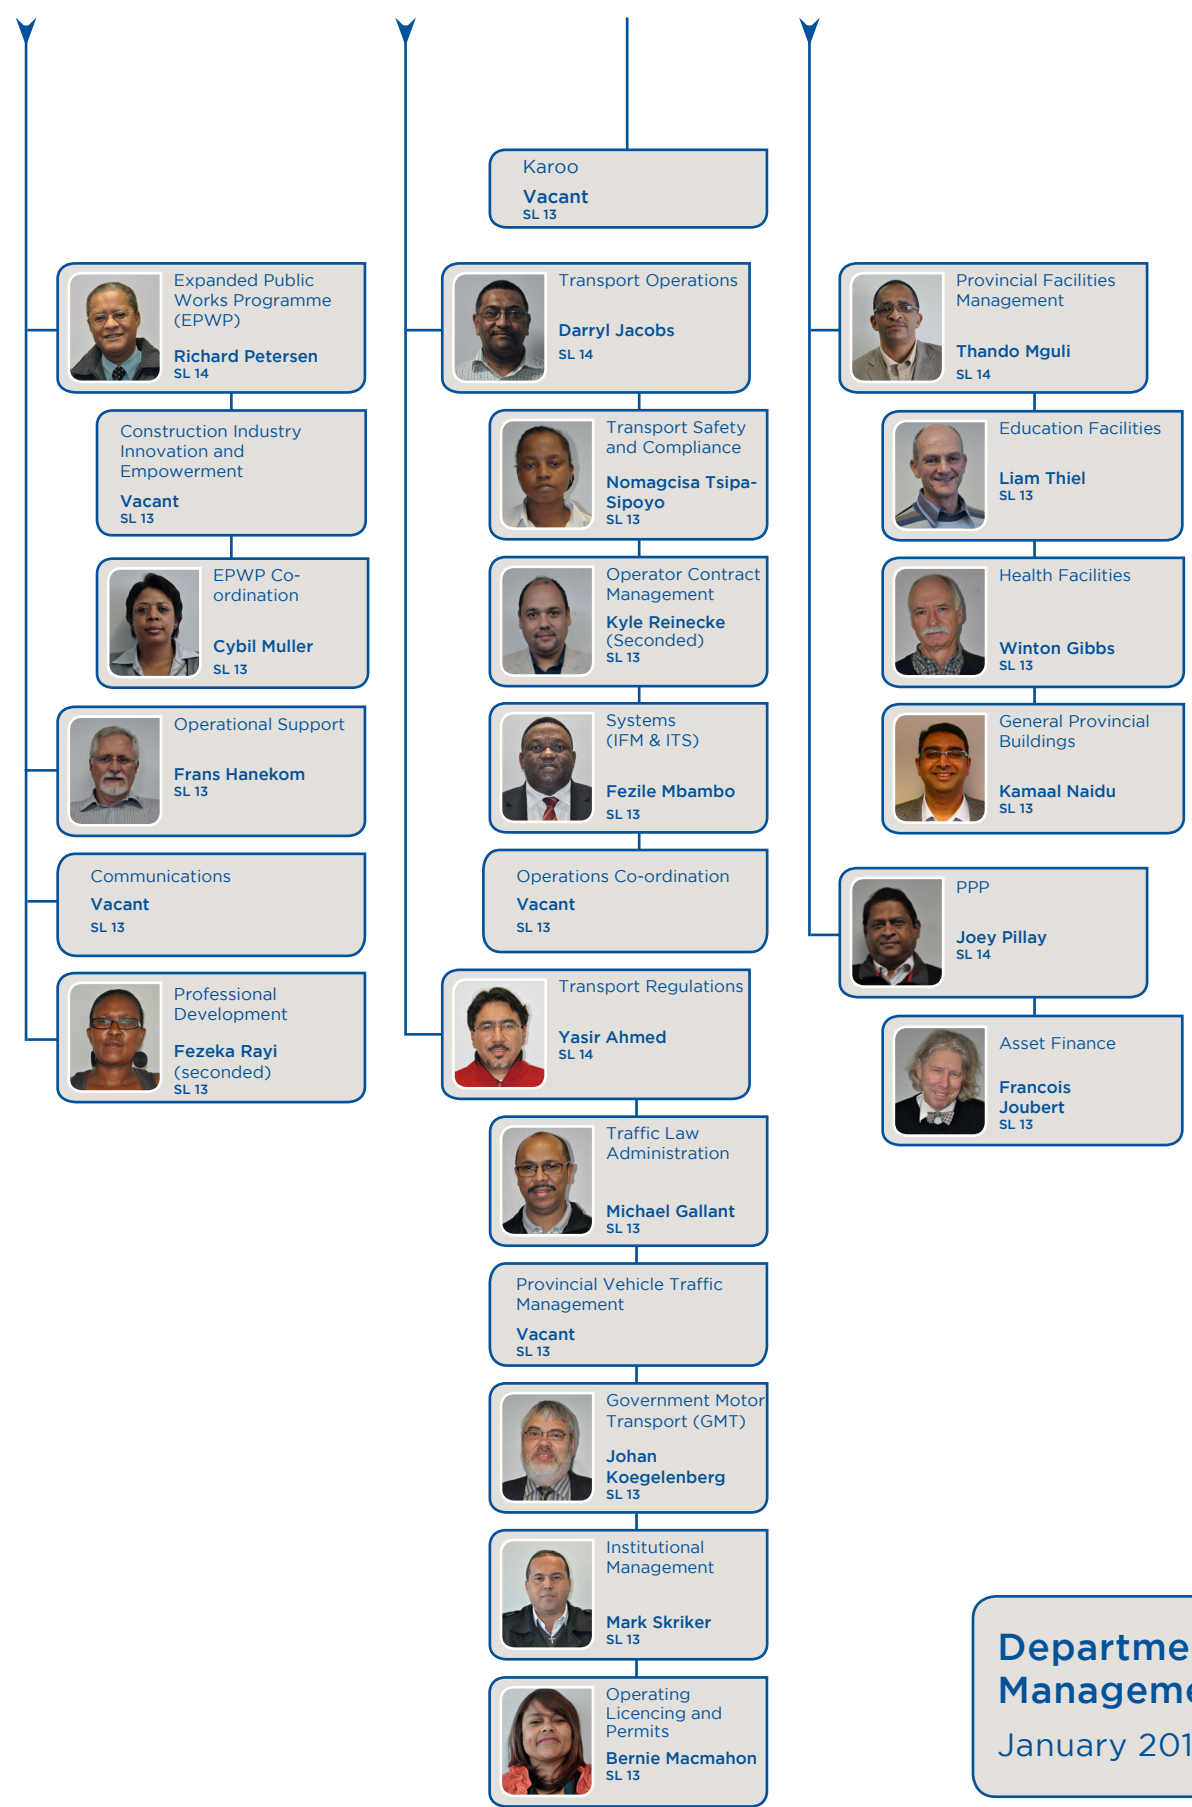 Karoo
Vacant
SL 13
Expanded Public
Works Programme
(EPWP)
Richard Petersen
SL 14
Construction Industry
Innovation and
Empowerment
Vacant
SL 13
EPWP Co-
ordination
Cybil Muller
SL 13
Operational Support
Frans Hanekom
SL 13
Communications
Vacant
SL 13
Professional
Development
Fezeka Rayi
(seconded)
SL 13
Transport Operations
Darryl Jacobs
SL 14
Transport Safety
and Compliance
Nomagcisa Tsipa-
Sipoyo
SL 13
Operator Contract
Management
Kyle Reinecke
(Seconded)
SL 13
Systems
(IFM & ITS)
Fezile Mbambo
SL 13
Operations Co-ordination
Vacant
SL 13
Transport Regulations
Yasir Ahmed
SL 14
Traffic Law
Administration
Michael Gallant
SL 13
Provincial Vehicle Traffic
Management
Vacant
SL 13
Government Motor
Transport (GMT)
Johan
Koegelenberg
SL 13
Institutional
Management
Mark Skriker
SL 13
Operating
Licencing and
Permits
Bernie Macmahon
SL 13
Provincial Facilities
Management
Thando Mguli
SL 14
Education Facilities
Liam Thiel
SL 13
Health Facilities
Winton Gibbs
SL 13
General Provincial
Buildings
Kamaal Naidu
SL 13
PPP
Joey Pillay
SL 14
Asset Finance
Francois
Joubert
SL 13
Departme
Manageme
January 201